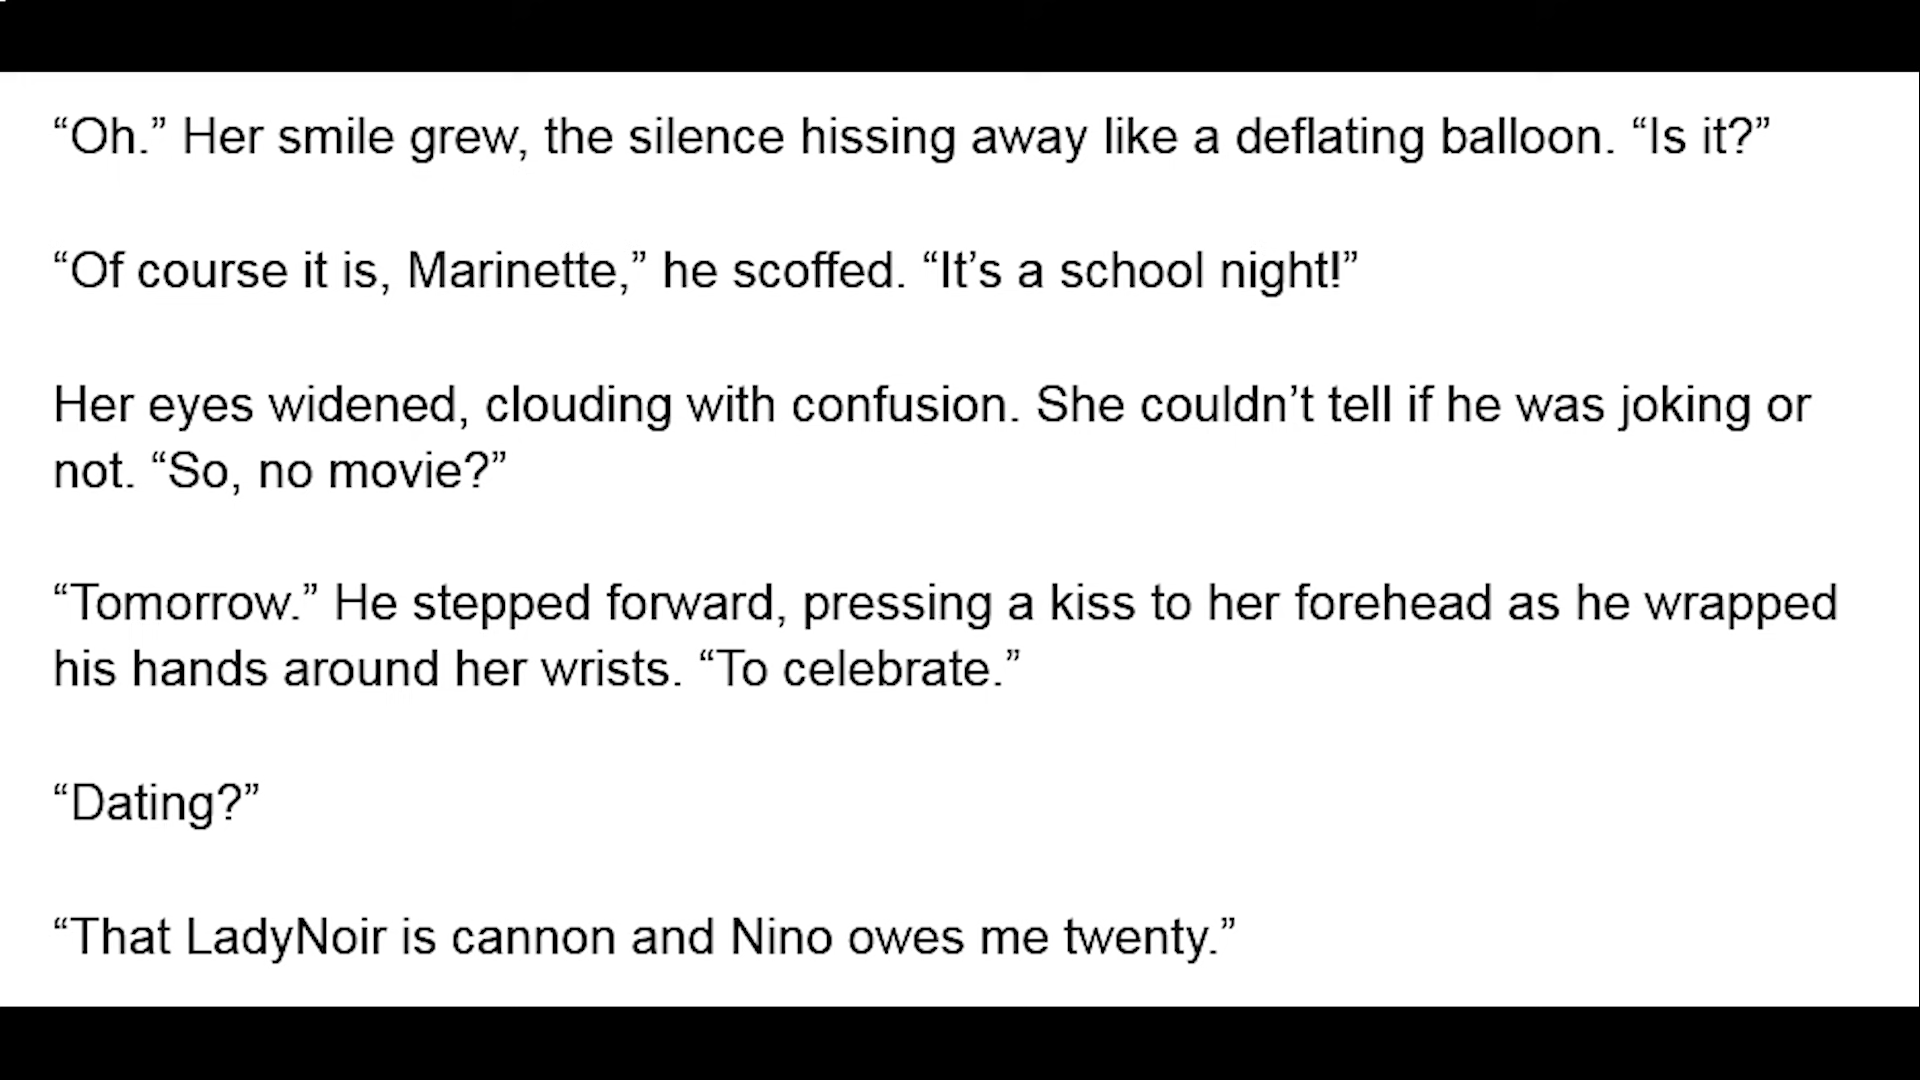 “Oh.” Her smile grew, the silence hissing away like a deflating balloon. “Is it?”
“Of course it is, Marinette,” he scoffed. “It’s a school night!”
Her eyes widened, clouding with confusion. She couldn’t tell if he was joking or
not. “So, no movie?”
“Tomorrow.” He stepped forward, pressing a kiss to her forehead as he wrapped
his hands around her wrists. “To celebrate.”
“Dating?”
“That LadyNoir is cannon and Nino owes me twenty.”